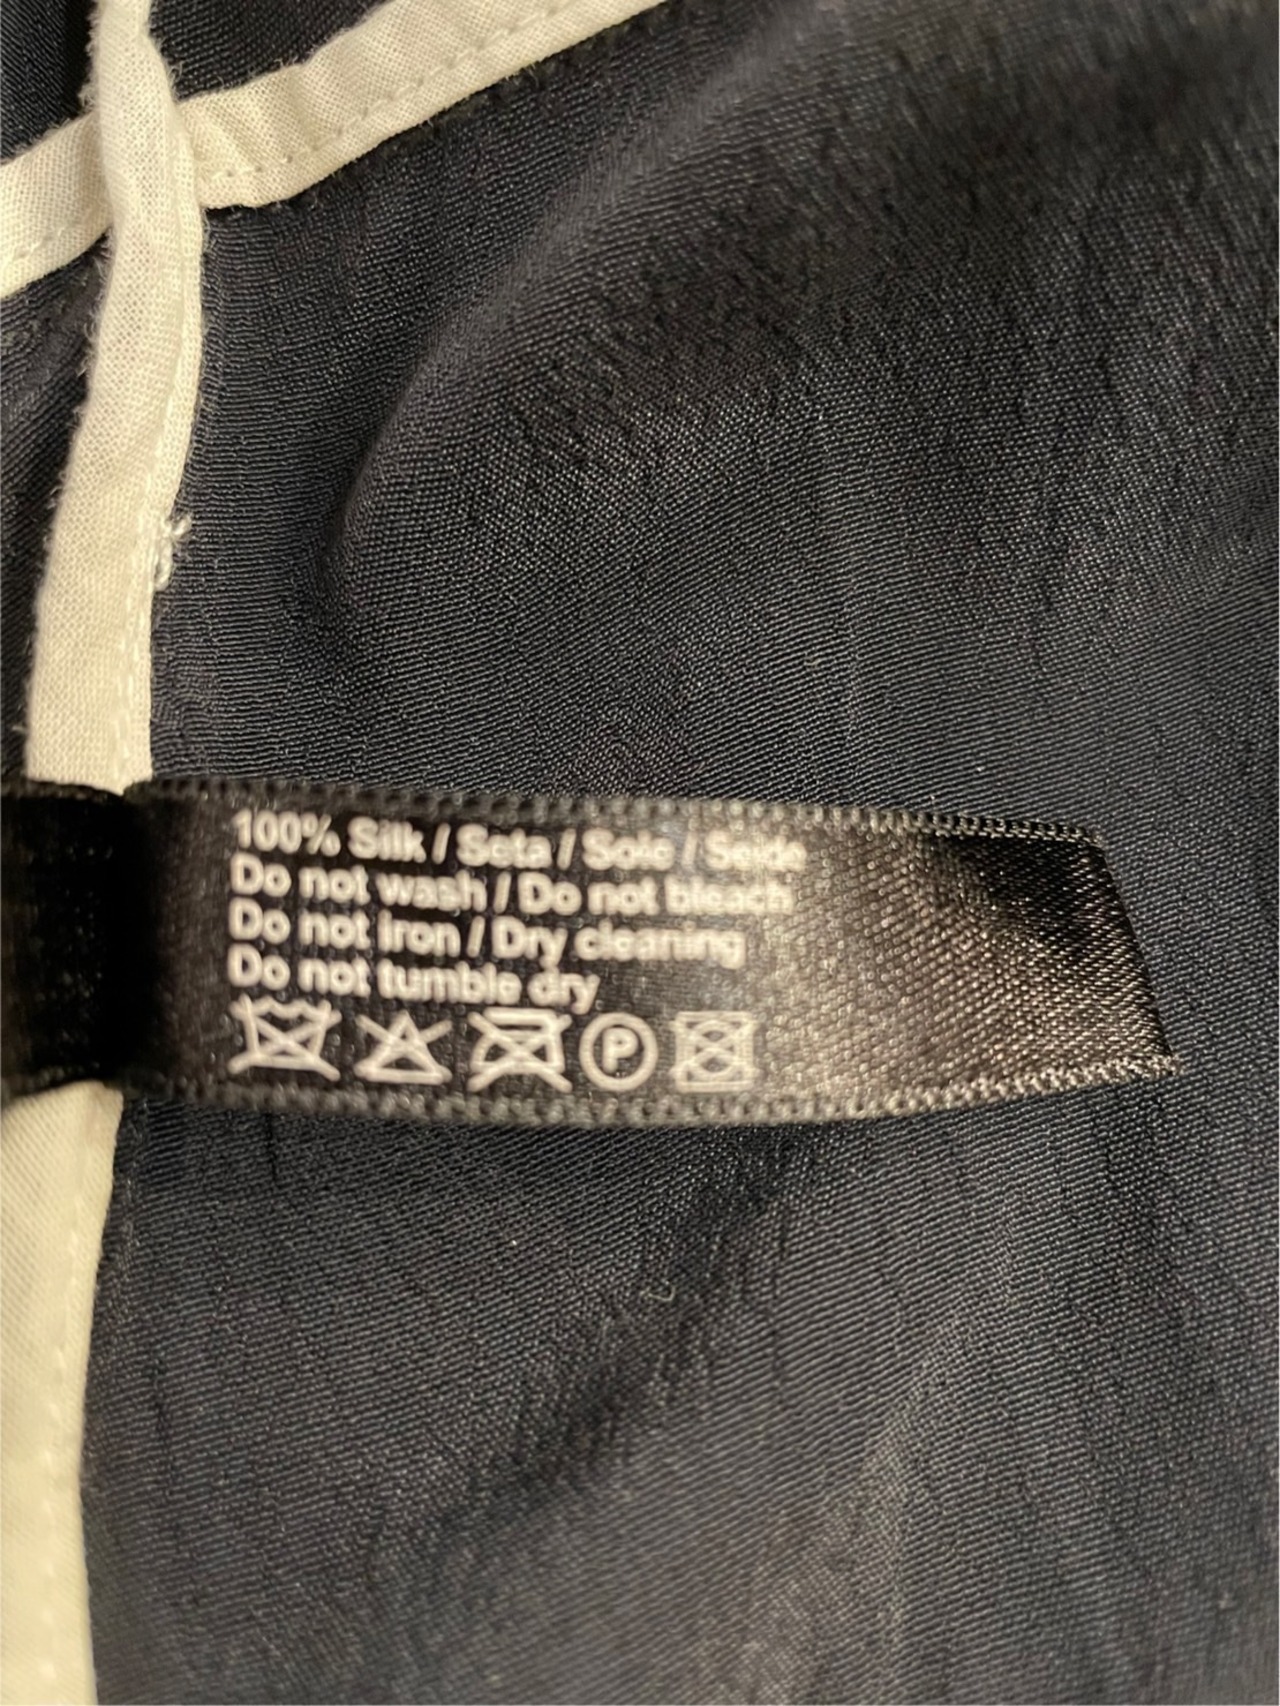 100% Silk / Seta / Soie / Seide
Do not wash / Do not bleach
Do not iron / Dry cleaning
Do not tumble dry
P